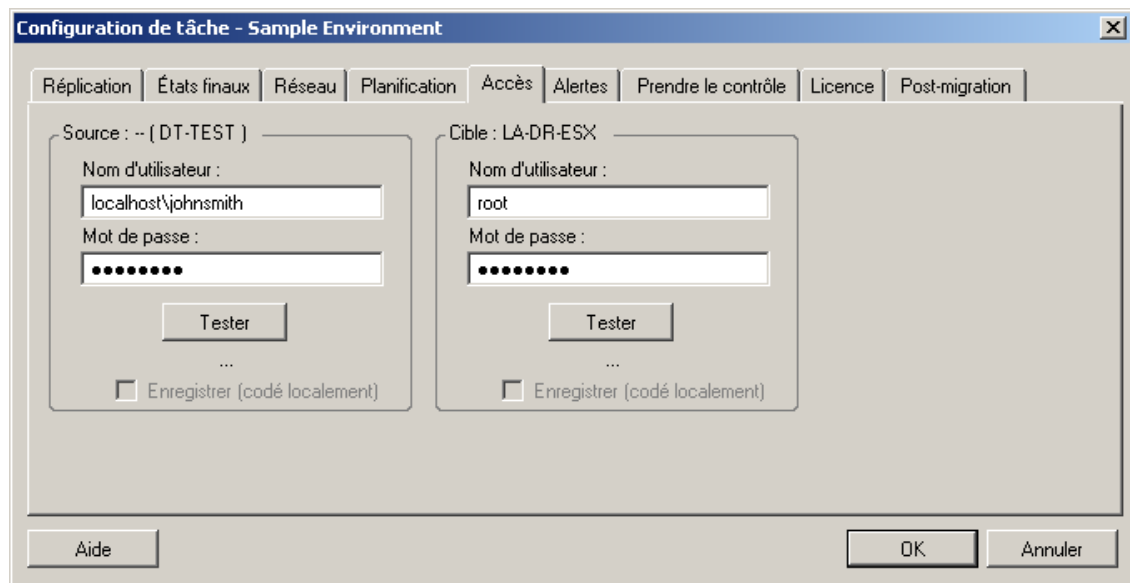 Configuration de tâche - Sample Environment
Réplication États finaux Réseau Planification Accès Alertes Prendre le contrôle Licence Post-migration
Source : -- ( DT-TEST )
Nom d'utilisateur :
localhost\johnsmith
Mot de passe :
●●●●●●●●
Tester
...
Enregistrer (codé localement)
Cible : LA-DR-ESX
Nom d'utilisateur :
root
Mot de passe :
●●●●●●●●
Tester
...
Enregistrer (codé localement)
Aide OK Annuler